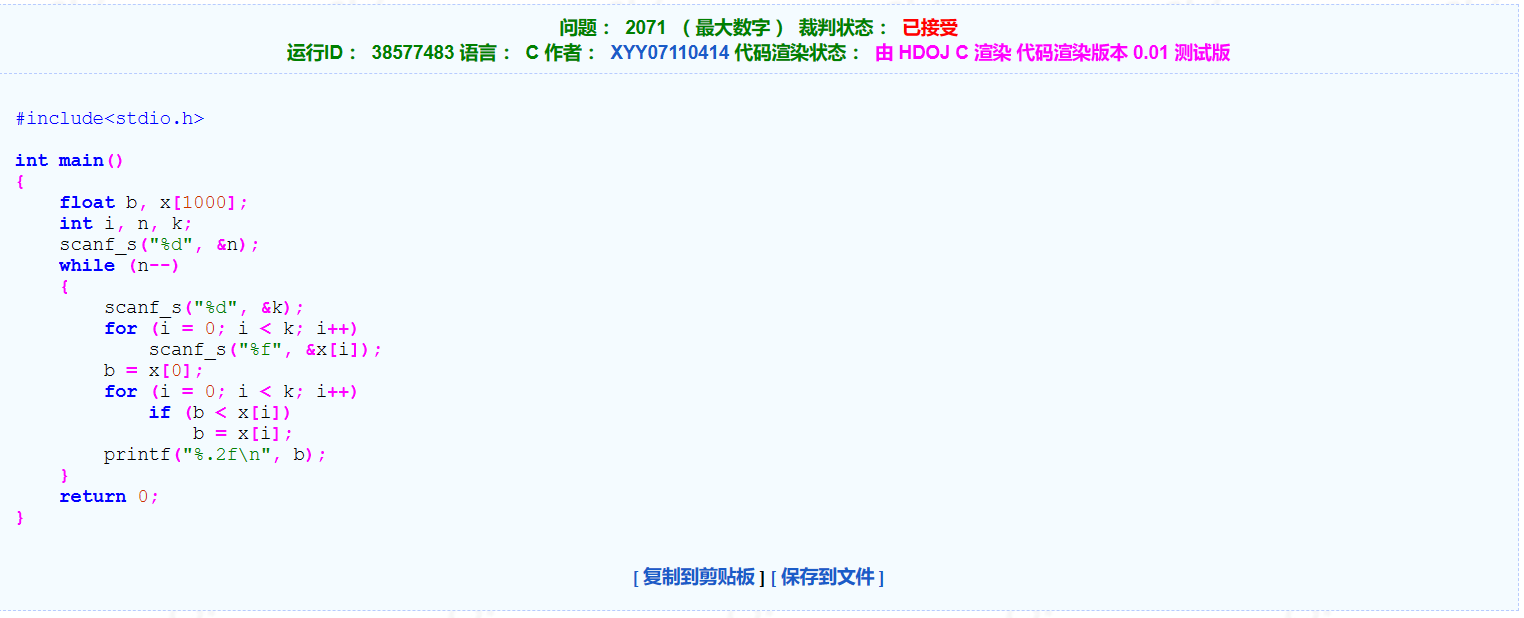 问题： 2071 （最大数字） 裁判状态： 已接受
运行ID： 38577483 语言： C 作者： XYY07110414 代码渲染状态： 由 HDOJ C 渲染 代码渲染版本 0.01 测试版
#include<stdio.h>
int main()
{
    float b, x[1000];
    int i, n, k;
    scanf_s("%d", &n);
    while (n--)
    {
        scanf_s("%d", &k);
        for (i = 0; i < k; i++)
            scanf_s("%f", &x[i]);
        b = x[0];
        for (i = 0; i < k; i++)
            if (b < x[i])
                b = x[i];
        printf("%.2f\n", b);
    }
    return 0;
}
[ 复制到剪贴板 ] [ 保存到文件 ]